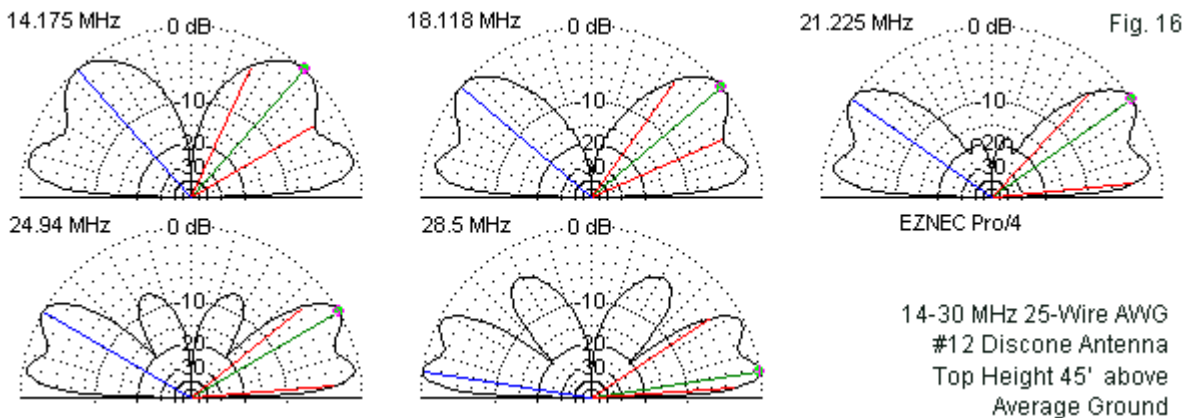 14.175 MHz
0 dB
-10
-20
-30
18.118 MHz
0 dB
-10
-20
-30
21.225 MHz
0 dB
-10
-20
-30
Fig. 16
EZNEC Pro/4
24.94 MHz
0 dB
-10
-20
-30
28.5 MHz
0 dB
-10
-20
-30
14-30 MHz 25-Wire AWG
#12 Discone Antenna
Top Height 45' above
Average Ground